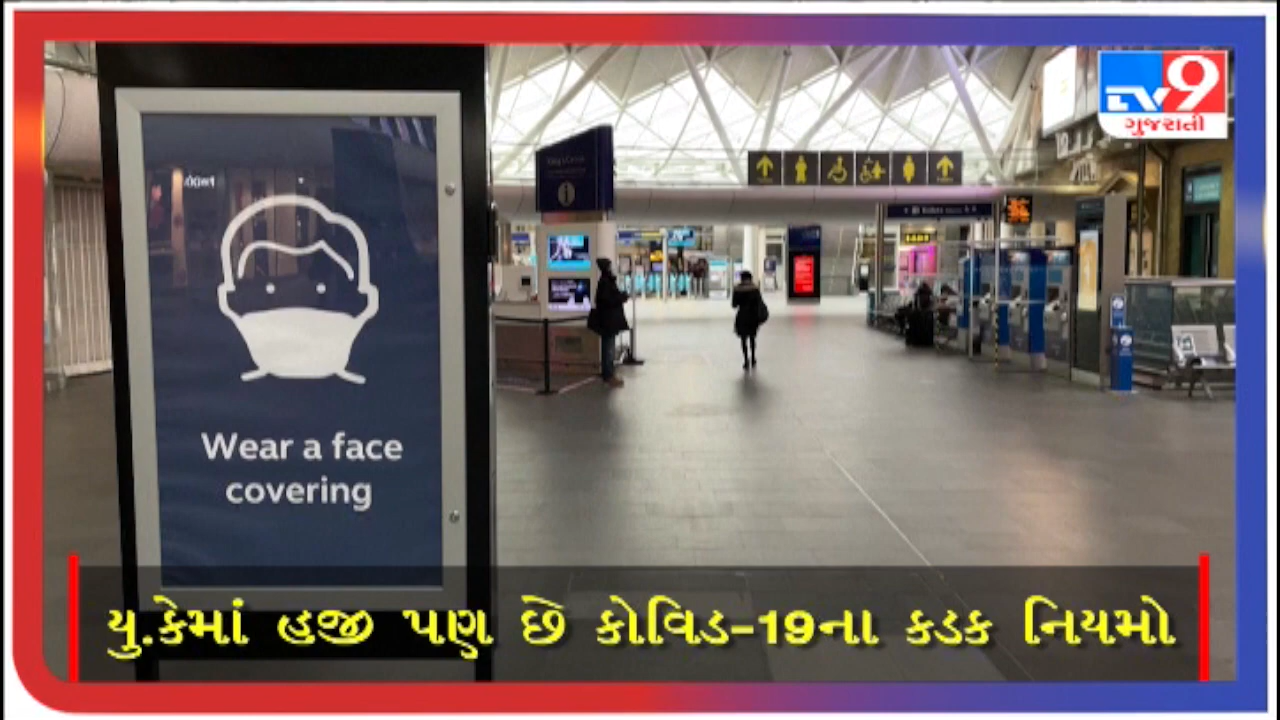 TV9
ગુજરાતી
Wear a face
covering
યુ.કેમાં હજી પણ છે કોવિડ-19ના કડક નિયમો